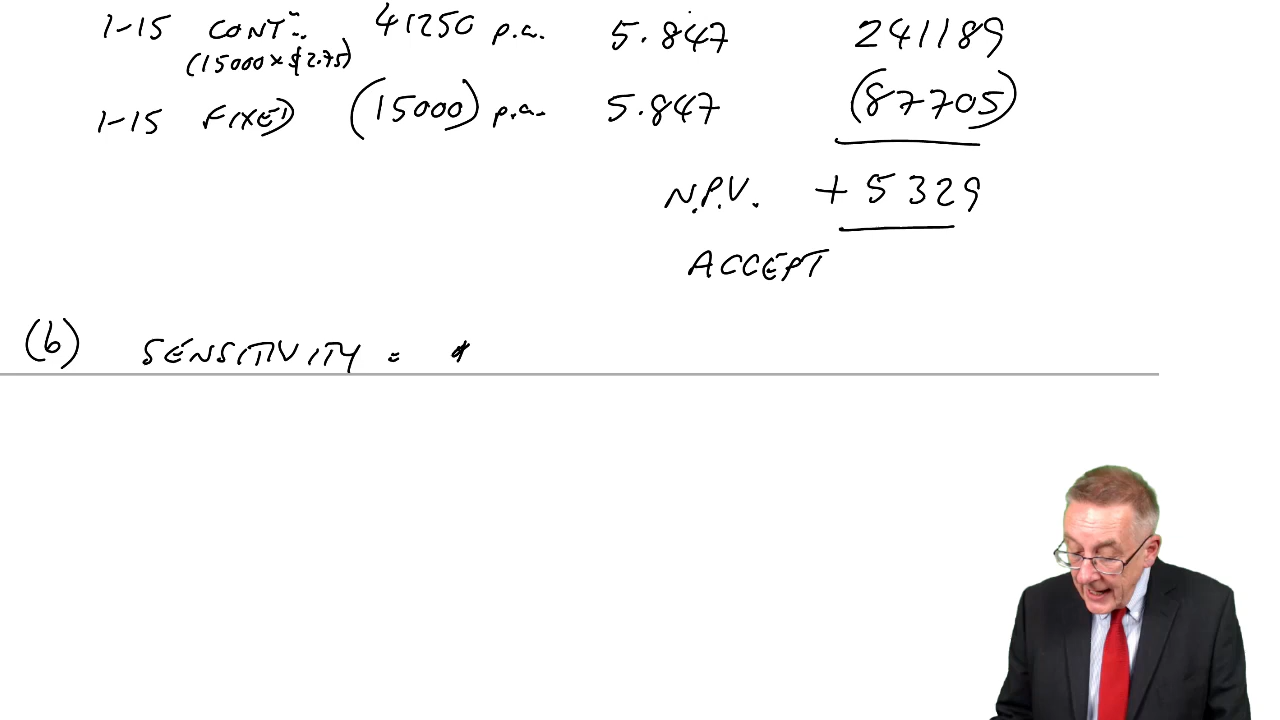 1-15 CONT: 41250 p.a. 5.847 241189
(15000 x $2.75)
1-15 FIXED (15000) p.a. 5.847 (87705)
N.P.V. + 5329
ACCEPT
(b) SENSITIVITY =